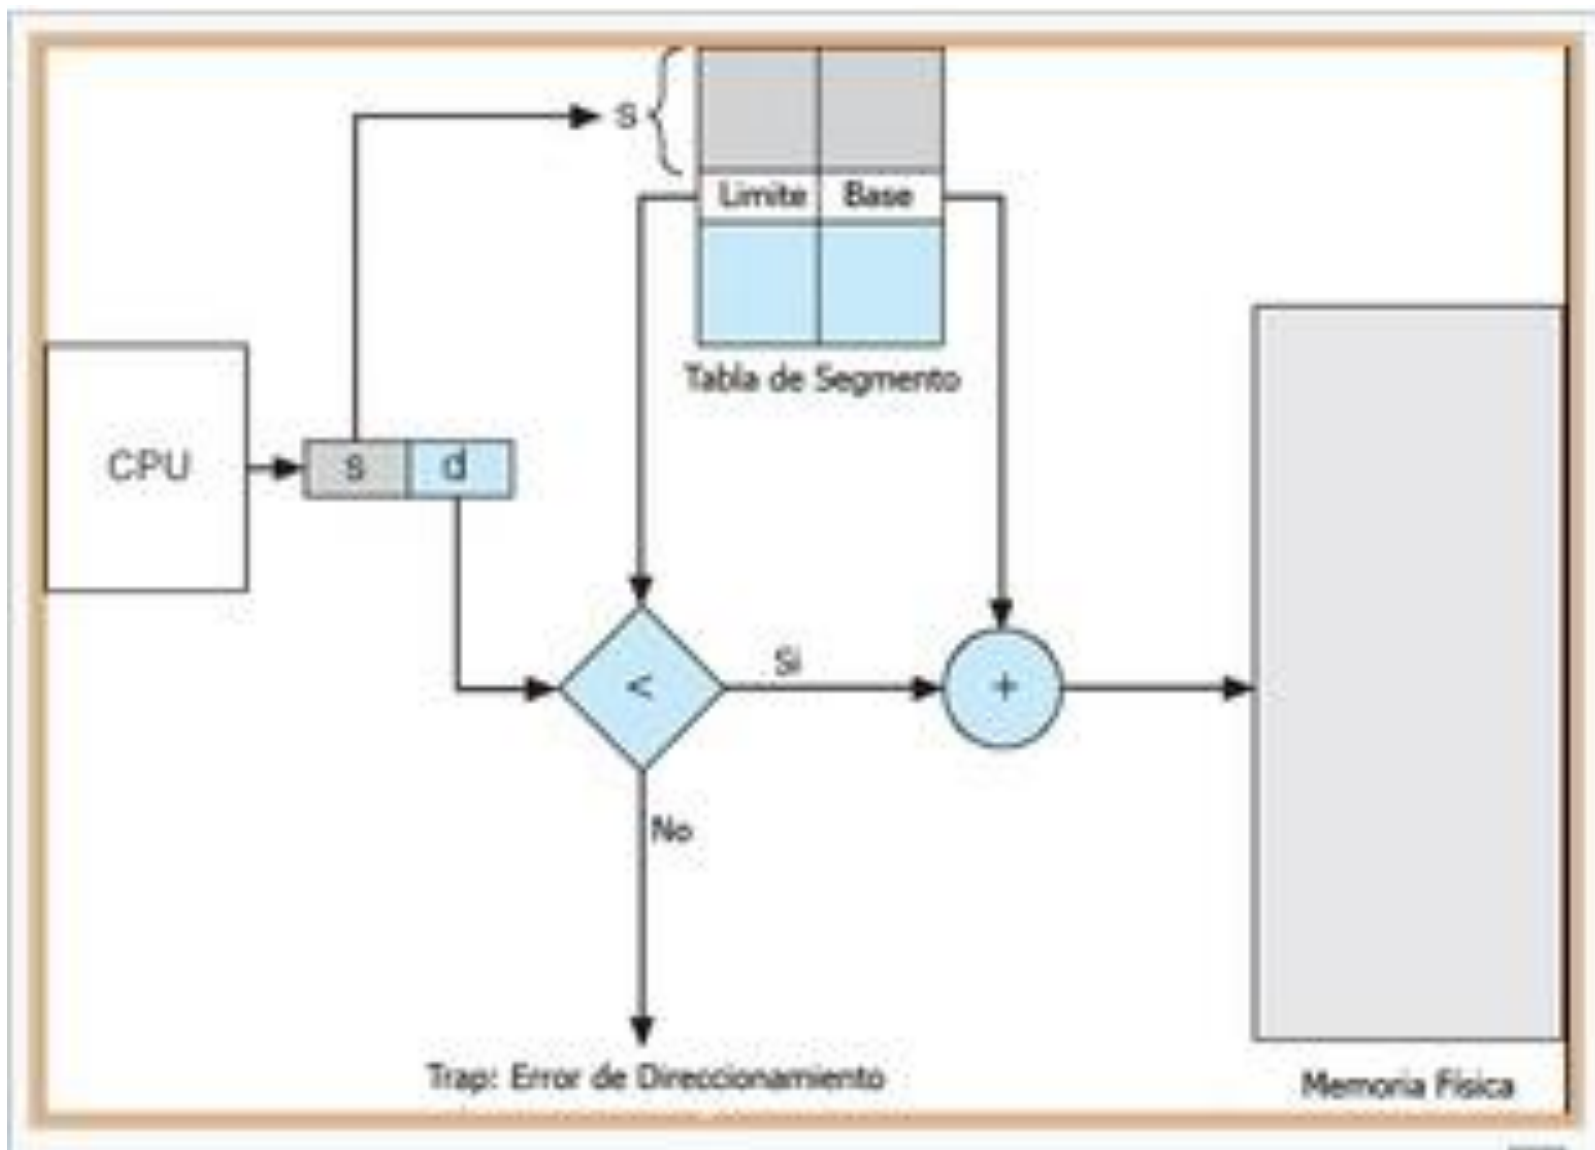 s
Limite Base
Tabla de Segmento
CPU
s d
<
Si
+
No
Trap: Error de Direccionamiento
Memoria Física